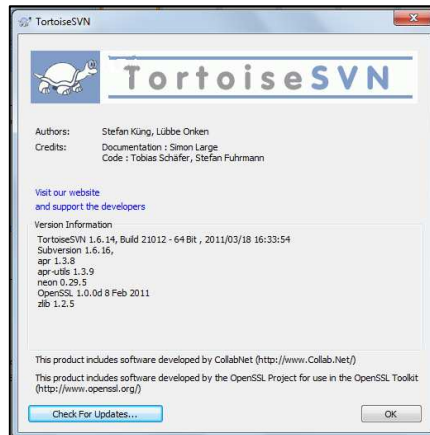 TortoiseSVN
TortoiseSVN
Authors: Stefan Küng, Lübbe Onken
Credits: Documentation : Simon Large
Code : Tobias Schäfer, Stefan Fuhrmann
Visit our website
and support the developers
Version Information
TortoiseSVN 1.6.14, Build 21012 - 64 Bit , 2011/03/18 16:33:54
Subversion 1.6.16,
apr 1.3.8
apr-utils 1.3.9
neon 0.29.5
OpenSSL 1.0.0d 8 Feb 2011
zlib 1.2.5
This product includes software developed by CollabNet (http://www.Collab.Net/)
This product includes software developed by the OpenSSL Project for use in the OpenSSL Toolkit
(http://www.openssl.org/)
Check For Updates...
OK